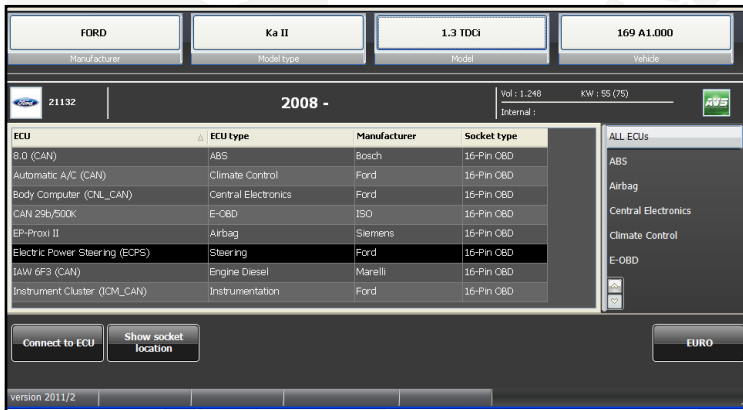 FORD Ka II 1.3 TDCi 169 A1.000
Manufacturer Model type Model Vehicle
Ford 21132 2008 - Vol : 1.248 KW : 55 (75) AVS
Internal :
ECU ECU type Manufacturer Socket type ALL ECUs
8.0 (CAN) ABS Bosch 16-Pin OBD ABS
Automatic A/C (CAN) Climate Control Ford 16-Pin OBD Airbag
Body Computer (CNL_CAN) Central Electronics Ford 16-Pin OBD Central Electronics
CAN 29b/500K E-OBD ISO 16-Pin OBD Climate Control
EP-Proxi II Airbag Siemens 16-Pin OBD E-OBD
Electric Power Steering (ECPS) Steering Ford 16-Pin OBD
IAW 6F3 (CAN) Engine Diesel Marelli 16-Pin OBD
Instrument Cluster (ICM_CAN) Instrumentation Ford 16-Pin OBD
Connect to ECU Show socket location EURO
version 2011/2